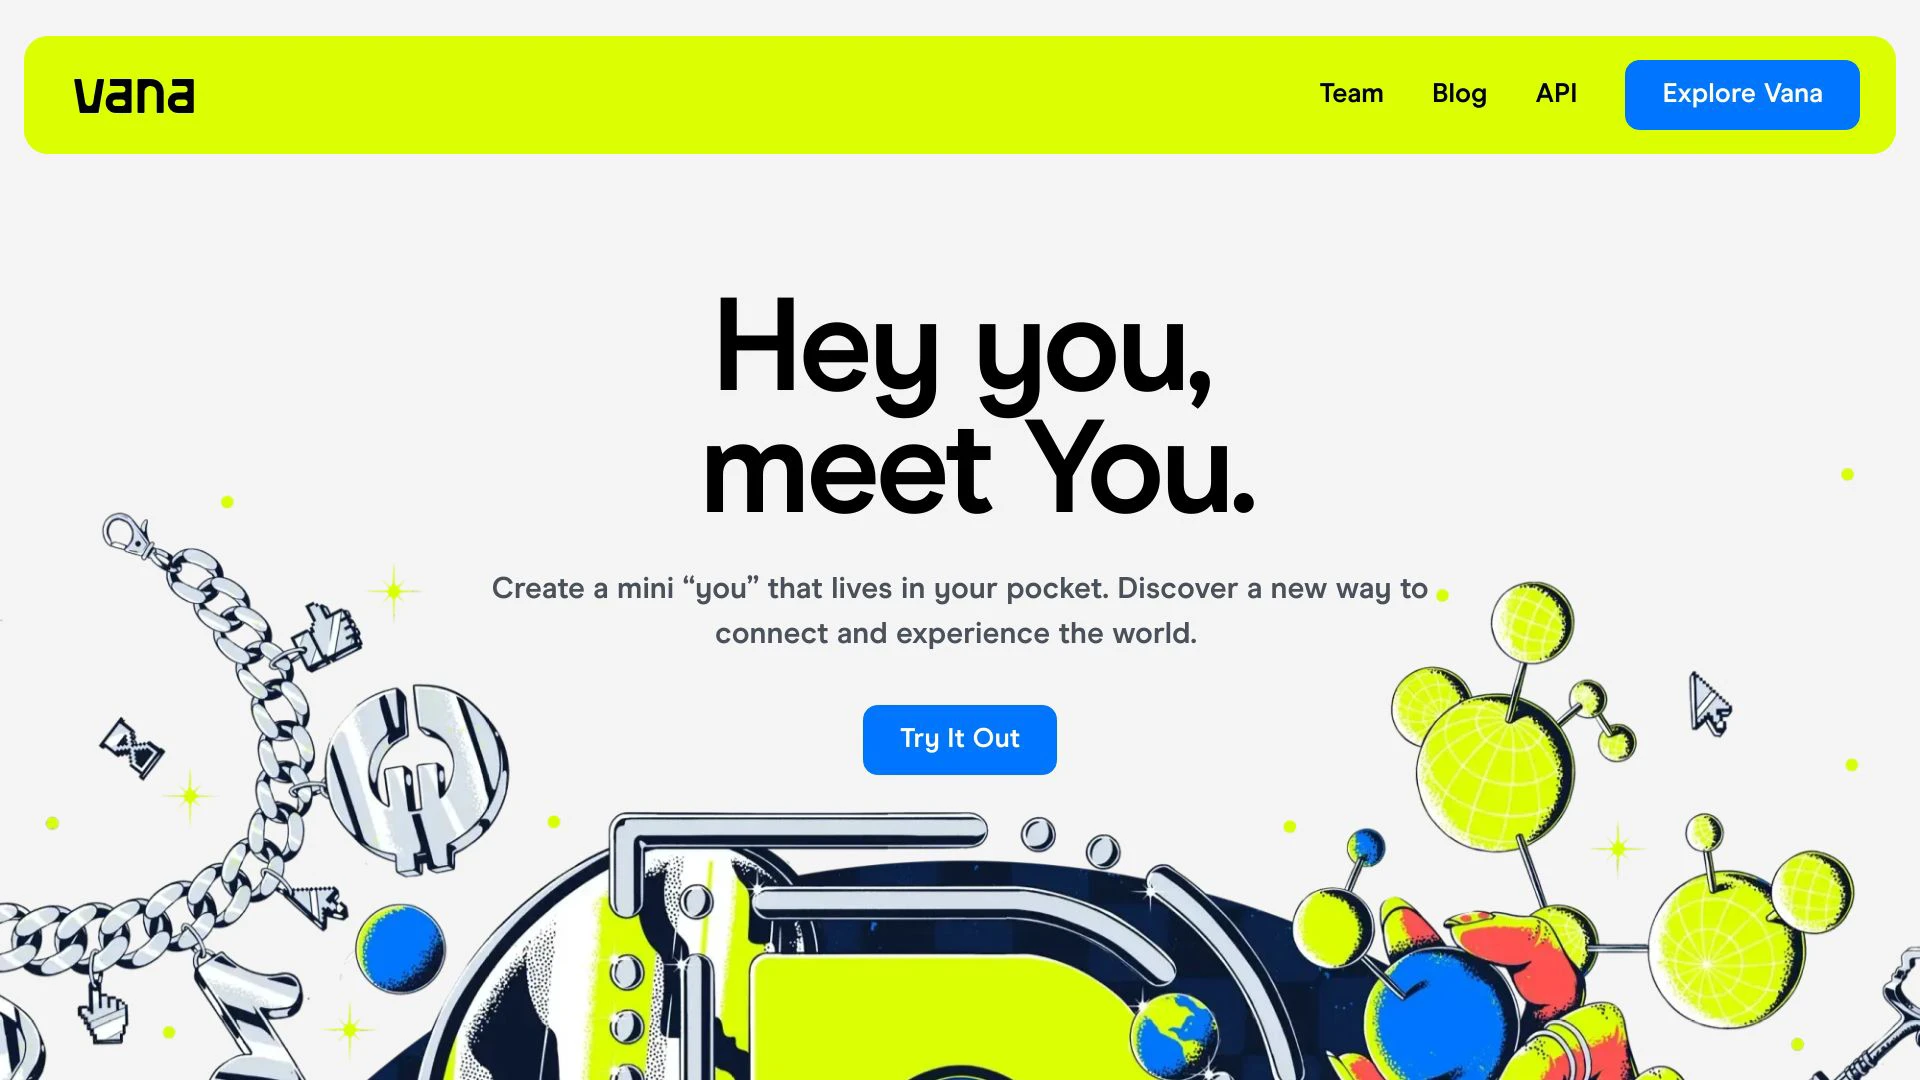 vana
Team
Blog
API
Explore Vana
Hey you,
meet You.
Create a mini “you” that lives in your pocket. Discover a new way to
connect and experience the world.
Try It Out